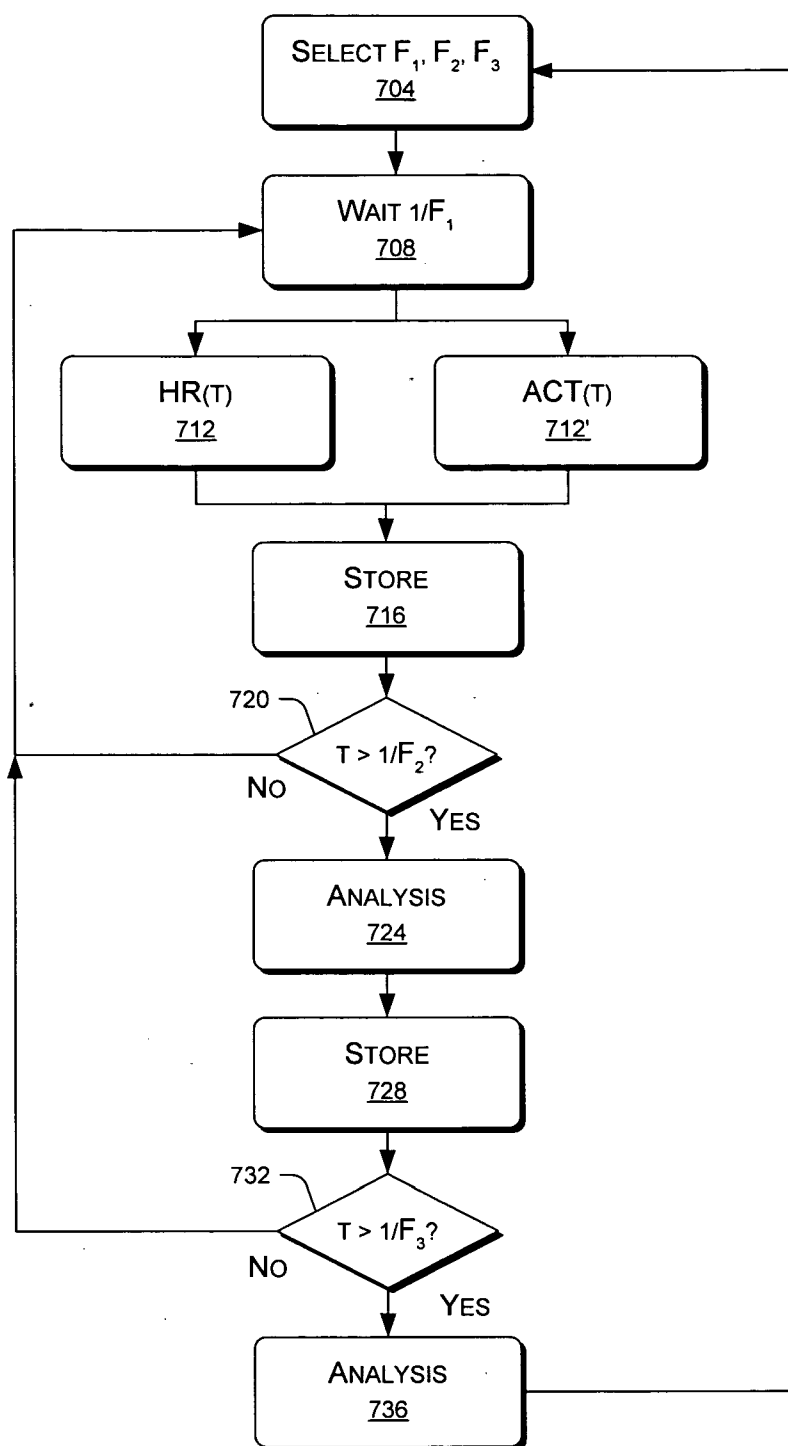 SELECT F₁, F₂, F₃
704
WAIT 1/F₁
708
HR(T)
712
ACT(T)
712'
STORE
716
720
T > 1/F₂?
NO
YES
ANALYSIS
724
STORE
728
732
T > 1/F₃?
NO
YES
ANALYSIS
736